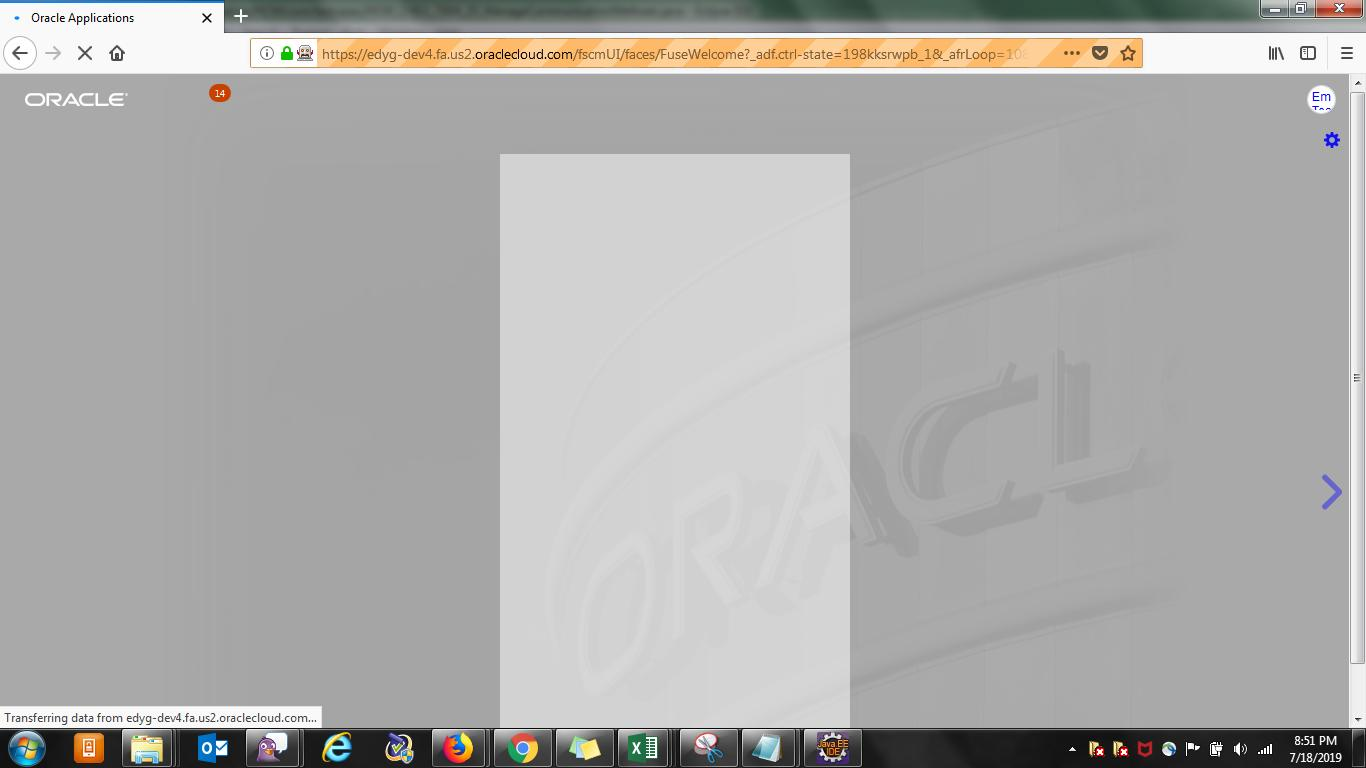 Oracle Applications
https://edyg-dev4.fa.us2.oraclecloud.com/fscmUI/faces/FuseWelcome?_adf.ctrl-state=198kksrwpb_1&_afrLoop=108
ORACLE
14
Em
ORACL
Transferring data from edyg-dev4.fa.us2.oraclecloud.com...
Java EE
IDE
8:51 PM
7/18/2019